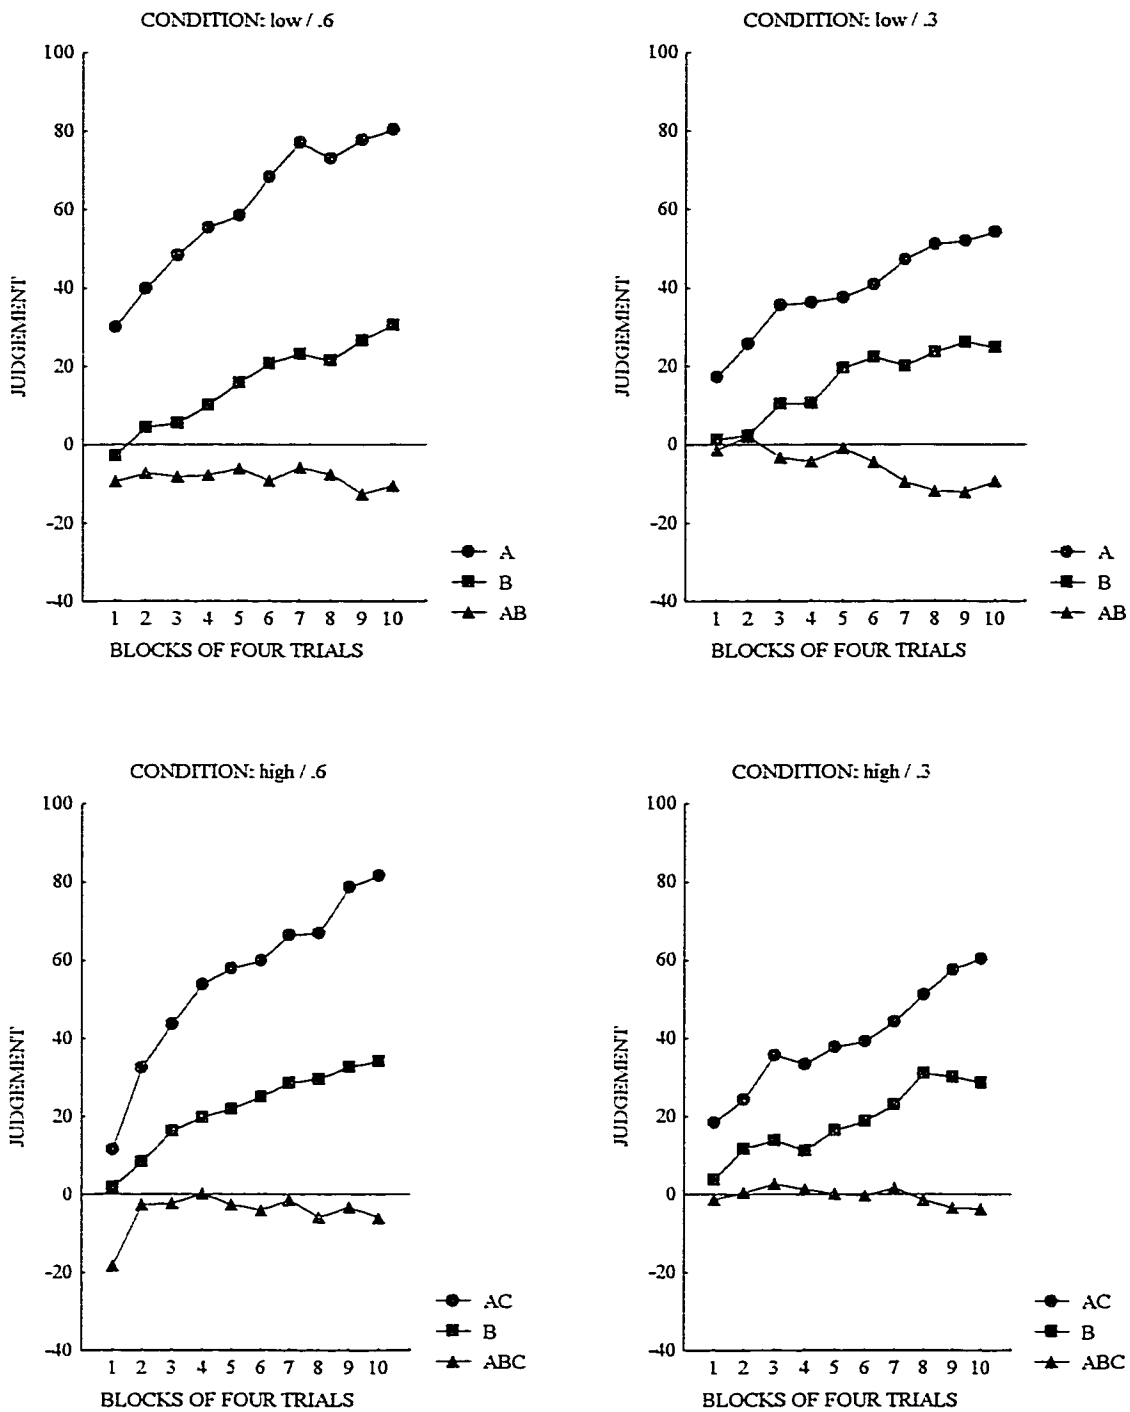 CONDITION: low / .6
100
80
60
40
20
0
-20
-40
JUDGEMENT
1 2 3 4 5 6 7 8 9 10
BLOCKS OF FOUR TRIALS
A
B
AB
CONDITION: low / .3
100
80
60
40
20
0
-20
-40
JUDGEMENT
1 2 3 4 5 6 7 8 9 10
BLOCKS OF FOUR TRIALS
A
B
AB
CONDITION: high / .6
100
80
60
40
20
0
-20
-40
JUDGEMENT
1 2 3 4 5 6 7 8 9 10
BLOCKS OF FOUR TRIALS
AC
B
ABC
CONDITION: high / .3
100
80
60
40
20
0
-20
-40
JUDGEMENT
1 2 3 4 5 6 7 8 9 10
BLOCKS OF FOUR TRIALS
AC
B
ABC